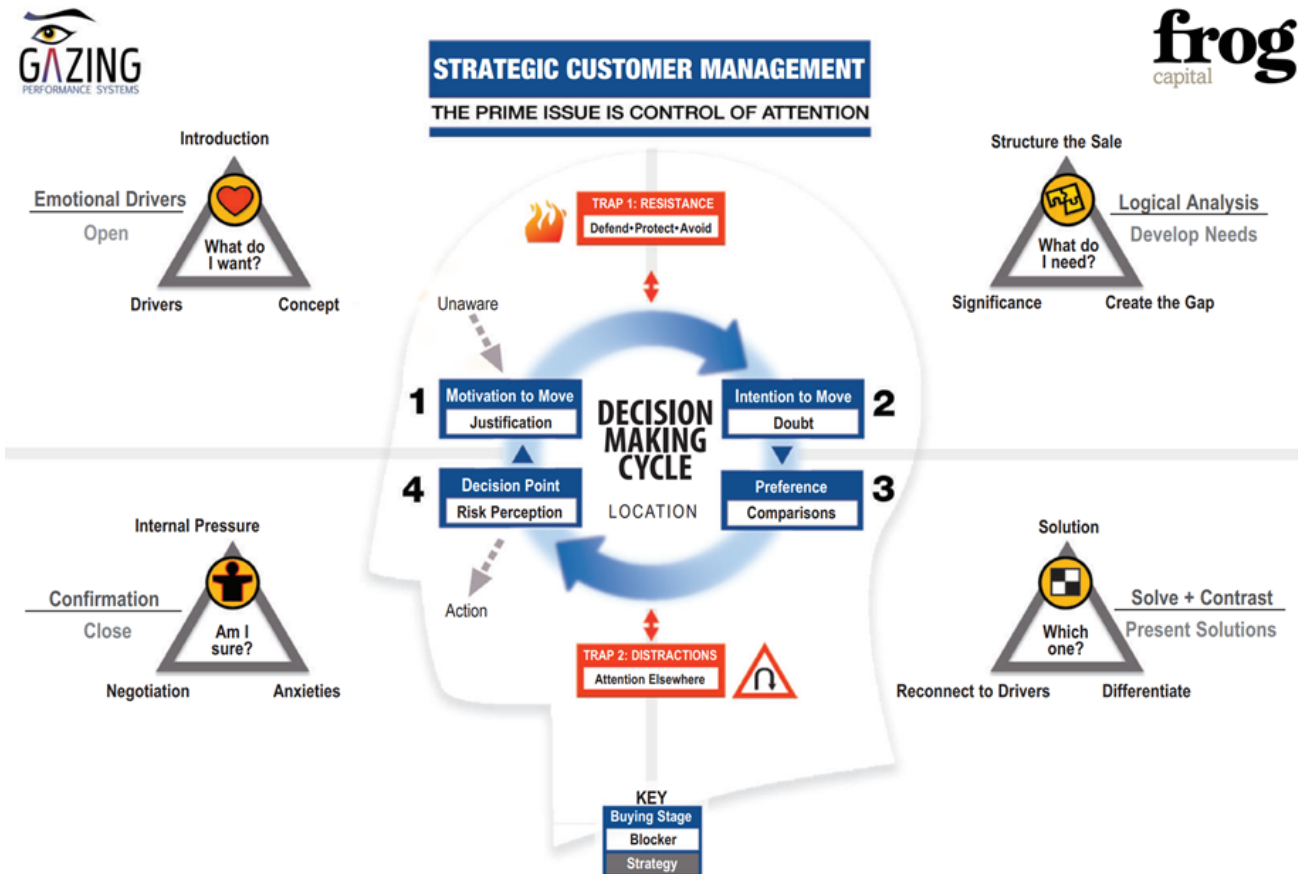 GAZING
PERFORMANCE SYSTEMS
frog
capital
STRATEGIC CUSTOMER MANAGEMENT
THE PRIME ISSUE IS CONTROL OF ATTENTION
Introduction
Emotional Drivers
Open
What do
I want?
Drivers
Concept
Structure the Sale
Logical Analysis
Develop Needs
What do
I need?
Significance
Create the Gap
TRAP 1: RESISTANCE
Defend•Protect•Avoid
Unaware
1
Motivation to Move
Justification
Intention to Move
Doubt
2
DECISION
MAKING
CYCLE
LOCATION
4
Decision Point
Risk Perception
Preference
Comparisons
3
Action
TRAP 2: DISTRACTIONS
Attention Elsewhere
Internal Pressure
Confirmation
Close
Am I
sure?
Negotiation
Anxieties
Solution
Solve + Contrast
Present Solutions
Which
one?
Reconnect to Drivers
Differentiate
KEY
Buying Stage
Blocker
Strategy